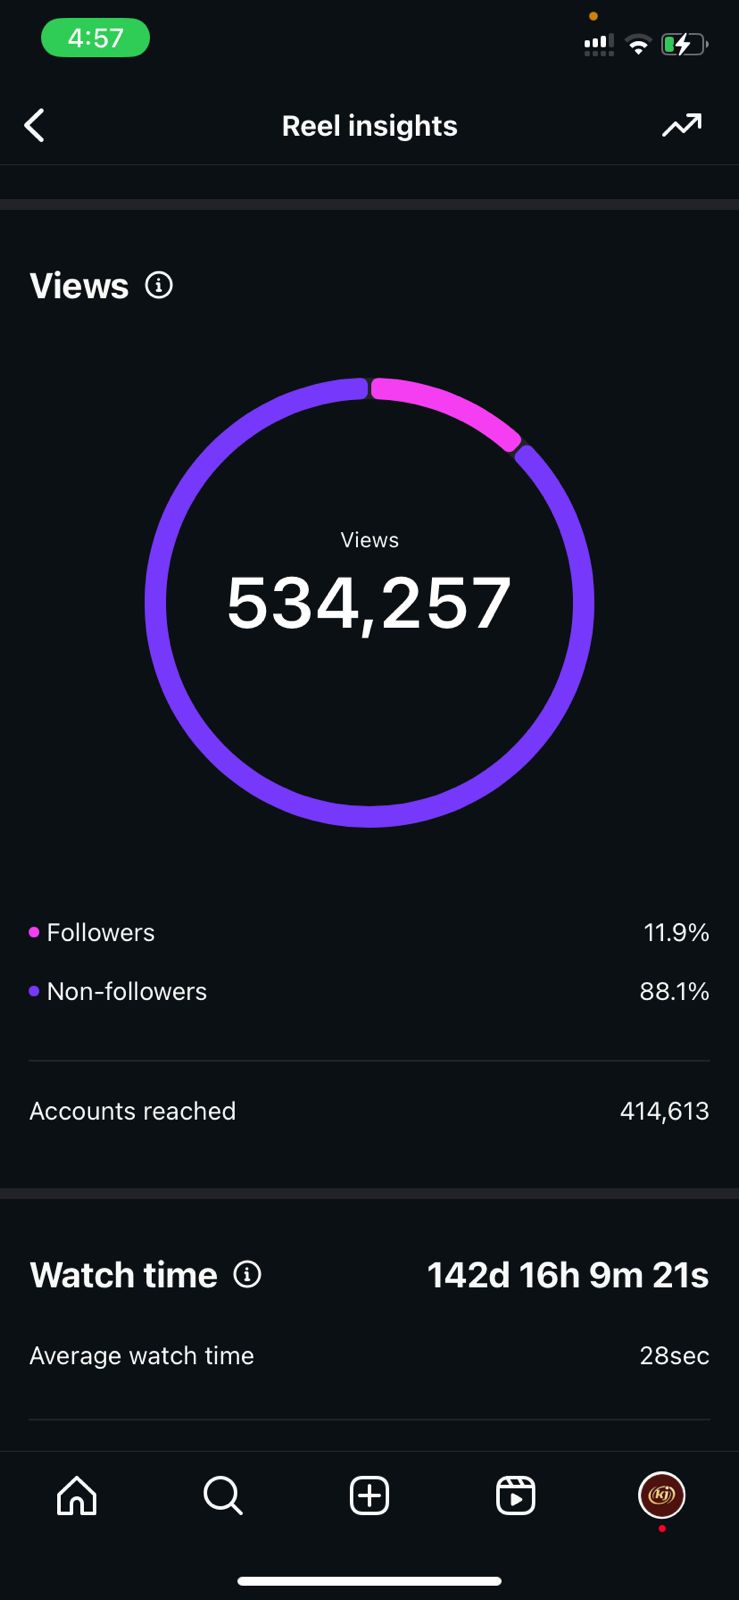 4:57
Reel insights
Views
Views
534,257
Followers 11.9%
Non-followers 88.1%
Accounts reached 414,613
Watch time 142d 16h 9m 21s
Average watch time 28sec
kj